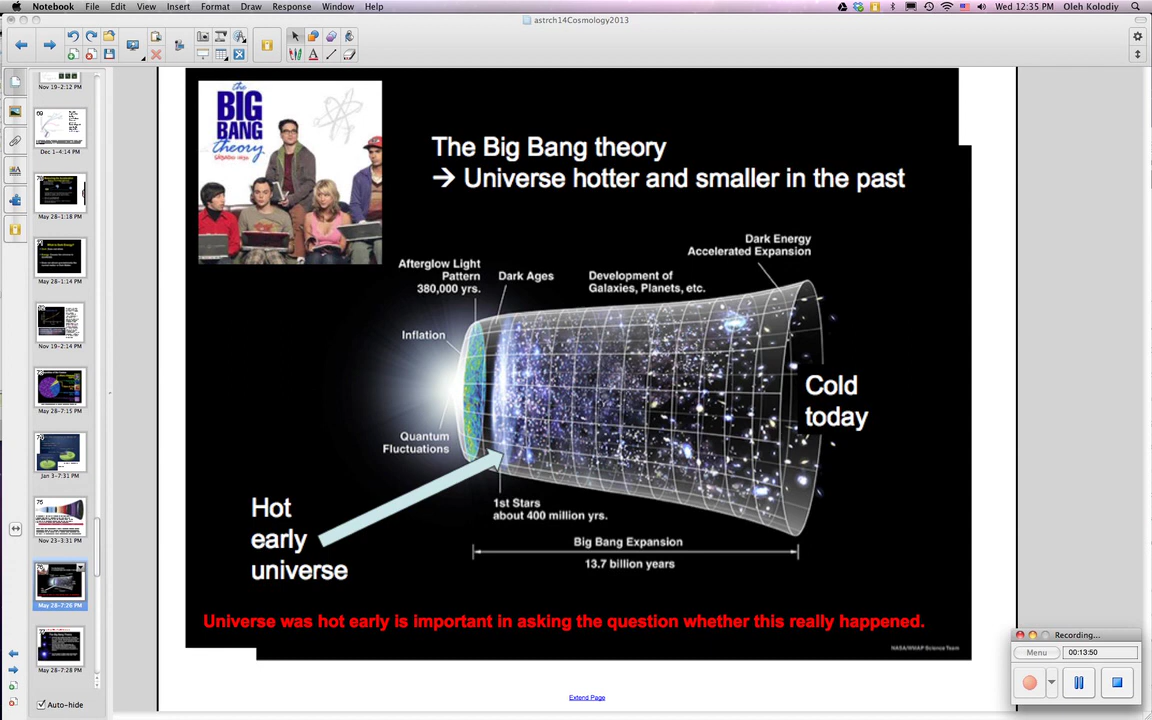 Notebook File Edit View Insert Format Draw Response Window Help
Wed 12:35 PM Oleh Kolodiy
astrch14Cosmology2013
Nov 19-2:12 PM
69
Dec 1-4:14 PM
May 28-1:18 PM
May 28-1:14 PM
Nov 19-2:14 PM
May 28-7:15 PM
Jan 3-7:31 PM
75
Nov 23-3:31 PM
May 28-7:26 PM
May 28-7:28 PM
Auto-hide
the
BIG
BANG
theory
The Big Bang theory
→ Universe hotter and smaller in the past
Dark Energy
Accelerated Expansion
Afterglow Light
Pattern
380,000 yrs.
Dark Ages
Development of
Galaxies, Planets, etc.
Inflation
Cold
today
Quantum
Fluctuations
Hot
early
universe
1st Stars
about 400 million yrs.
Big Bang Expansion
13.7 billion years
Universe was hot early is important in asking the question whether this really happened.
NASA/WMAP Science Team
Extend Page
Recording...
Menu
00:13:50